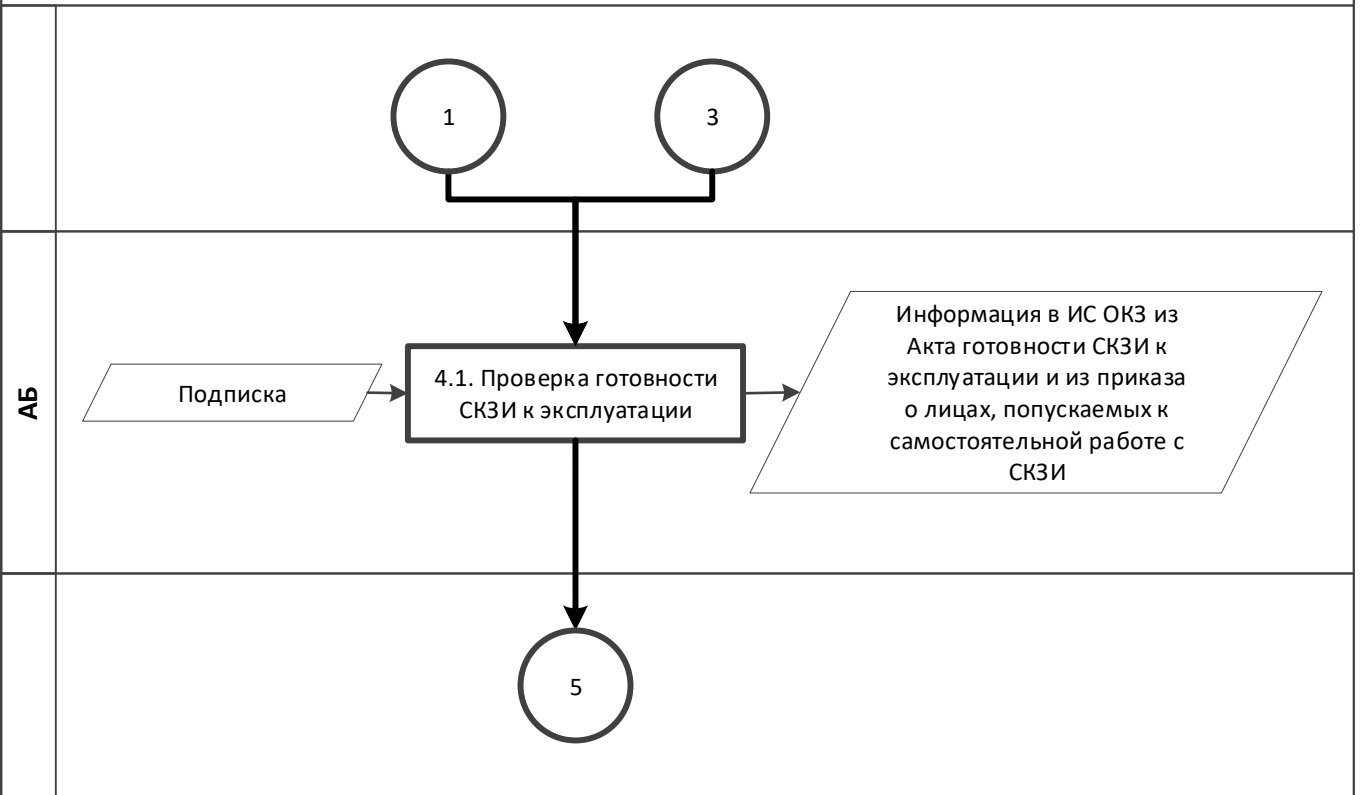 1
3
АБ
Подписка
4.1. Проверка готовности
СКЗИ к эксплуатации
Информация в ИС ОКЗ из
Акта готовности СКЗИ к
эксплуатации и из приказа
о лицах, попускаемых к
самостоятельной работе с
СКЗИ
5